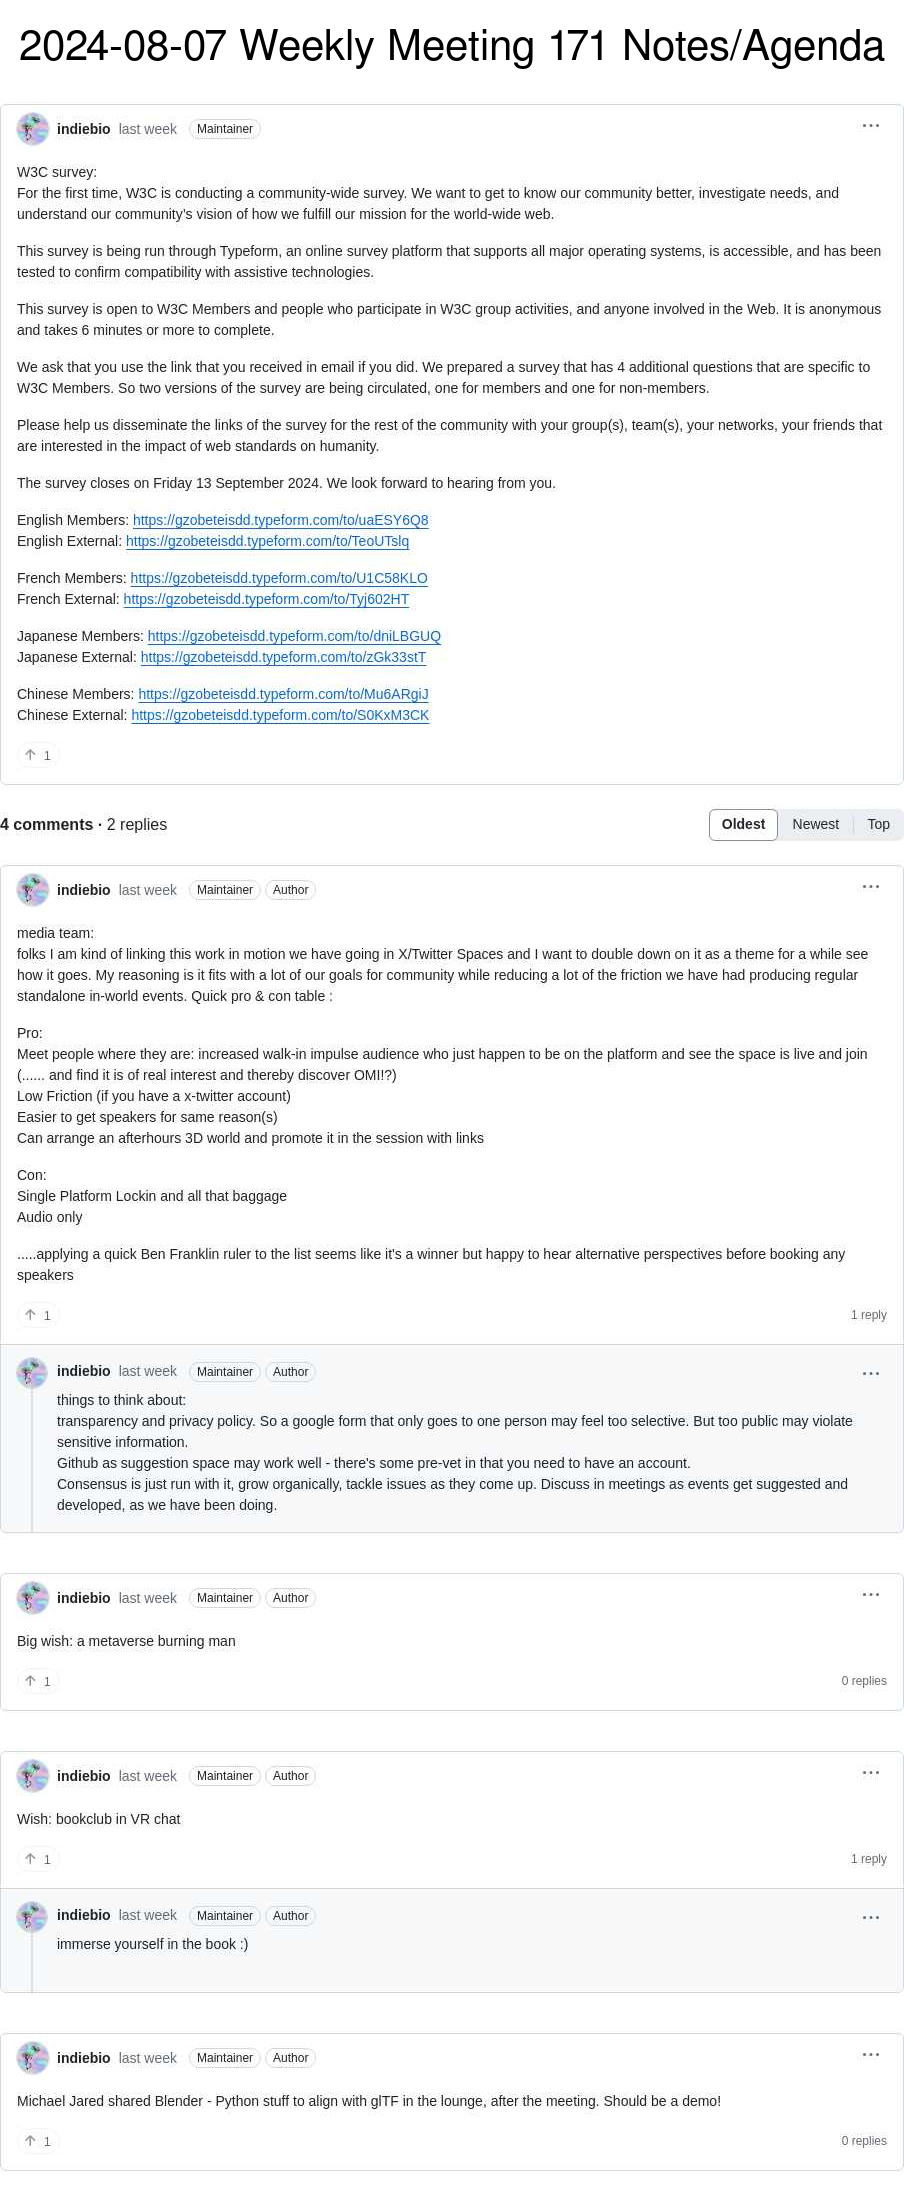 2024-08-07 Weekly Meeting 171 Notes/Agenda
indiebio last week Maintainer
W3C survey:
For the first time, W3C is conducting a community-wide survey. We want to get to know our community better, investigate needs, and
understand our community's vision of how we fulfill our mission for the world-wide web.
This survey is being run through Typeform, an online survey platform that supports all major operating systems, is accessible, and has been
tested to confirm compatibility with assistive technologies.
This survey is open to W3C Members and people who participate in W3C group activities, and anyone involved in the Web. It is anonymous
and takes 6 minutes or more to complete.
We ask that you use the link that you received in email if you did. We prepared a survey that has 4 additional questions that are specific to
W3C Members. So two versions of the survey are being circulated, one for members and one for non-members.
Please help us disseminate the links of the survey for the rest of the community with your group(s), team(s), your networks, your friends that
are interested in the impact of web standards on humanity.
The survey closes on Friday 13 September 2024. We look forward to hearing from you.
English Members: https://gzobeteisdd.typeform.com/to/uaESY6Q8
English External: https://gzobeteisdd.typeform.com/to/TeoUTslq
French Members: https://gzobeteisdd.typeform.com/to/U1C58KLO
French External: https://gzobeteisdd.typeform.com/to/Tyj602HT
Japanese Members: https://gzobeteisdd.typeform.com/to/dniLBGUQ
Japanese External: https://gzobeteisdd.typeform.com/to/zGk33stT
Chinese Members: https://gzobeteisdd.typeform.com/to/Mu6ARgiJ
Chinese External: https://gzobeteisdd.typeform.com/to/S0KxM3CK
↑ 1
4 comments · 2 replies
Oldest Newest Top
indiebio last week Maintainer Author
media team:
folks I am kind of linking this work in motion we have going in X/Twitter Spaces and I want to double down on it as a theme for a while see
how it goes. My reasoning is it fits with a lot of our goals for community while reducing a lot of the friction we have had producing regular
standalone in-world events. Quick pro & con table :
Pro:
Meet people where they are: increased walk-in impulse audience who just happen to be on the platform and see the space is live and join
(...... and find it is of real interest and thereby discover OMI!?)
Low Friction (if you have a x-twitter account)
Easier to get speakers for same reason(s)
Can arrange an afterhours 3D world and promote it in the session with links
Con:
Single Platform Lockin and all that baggage
Audio only
.....applying a quick Ben Franklin ruler to the list seems like it's a winner but happy to hear alternative perspectives before booking any
speakers
↑ 1 1 reply
indiebio last week Maintainer Author
things to think about:
transparency and privacy policy. So a google form that only goes to one person may feel too selective. But too public may violate
sensitive information.
Github as suggestion space may work well - there's some pre-vet in that you need to have an account.
Consensus is just run with it, grow organically, tackle issues as they come up. Discuss in meetings as events get suggested and
developed, as we have been doing.
indiebio last week Maintainer Author
Big wish: a metaverse burning man
↑ 1 0 replies
indiebio last week Maintainer Author
Wish: bookclub in VR chat
↑ 1 1 reply
indiebio last week Maintainer Author
immerse yourself in the book :)
indiebio last week Maintainer Author
Michael Jared shared Blender - Python stuff to align with glTF in the lounge, after the meeting. Should be a demo!
↑ 1 0 replies